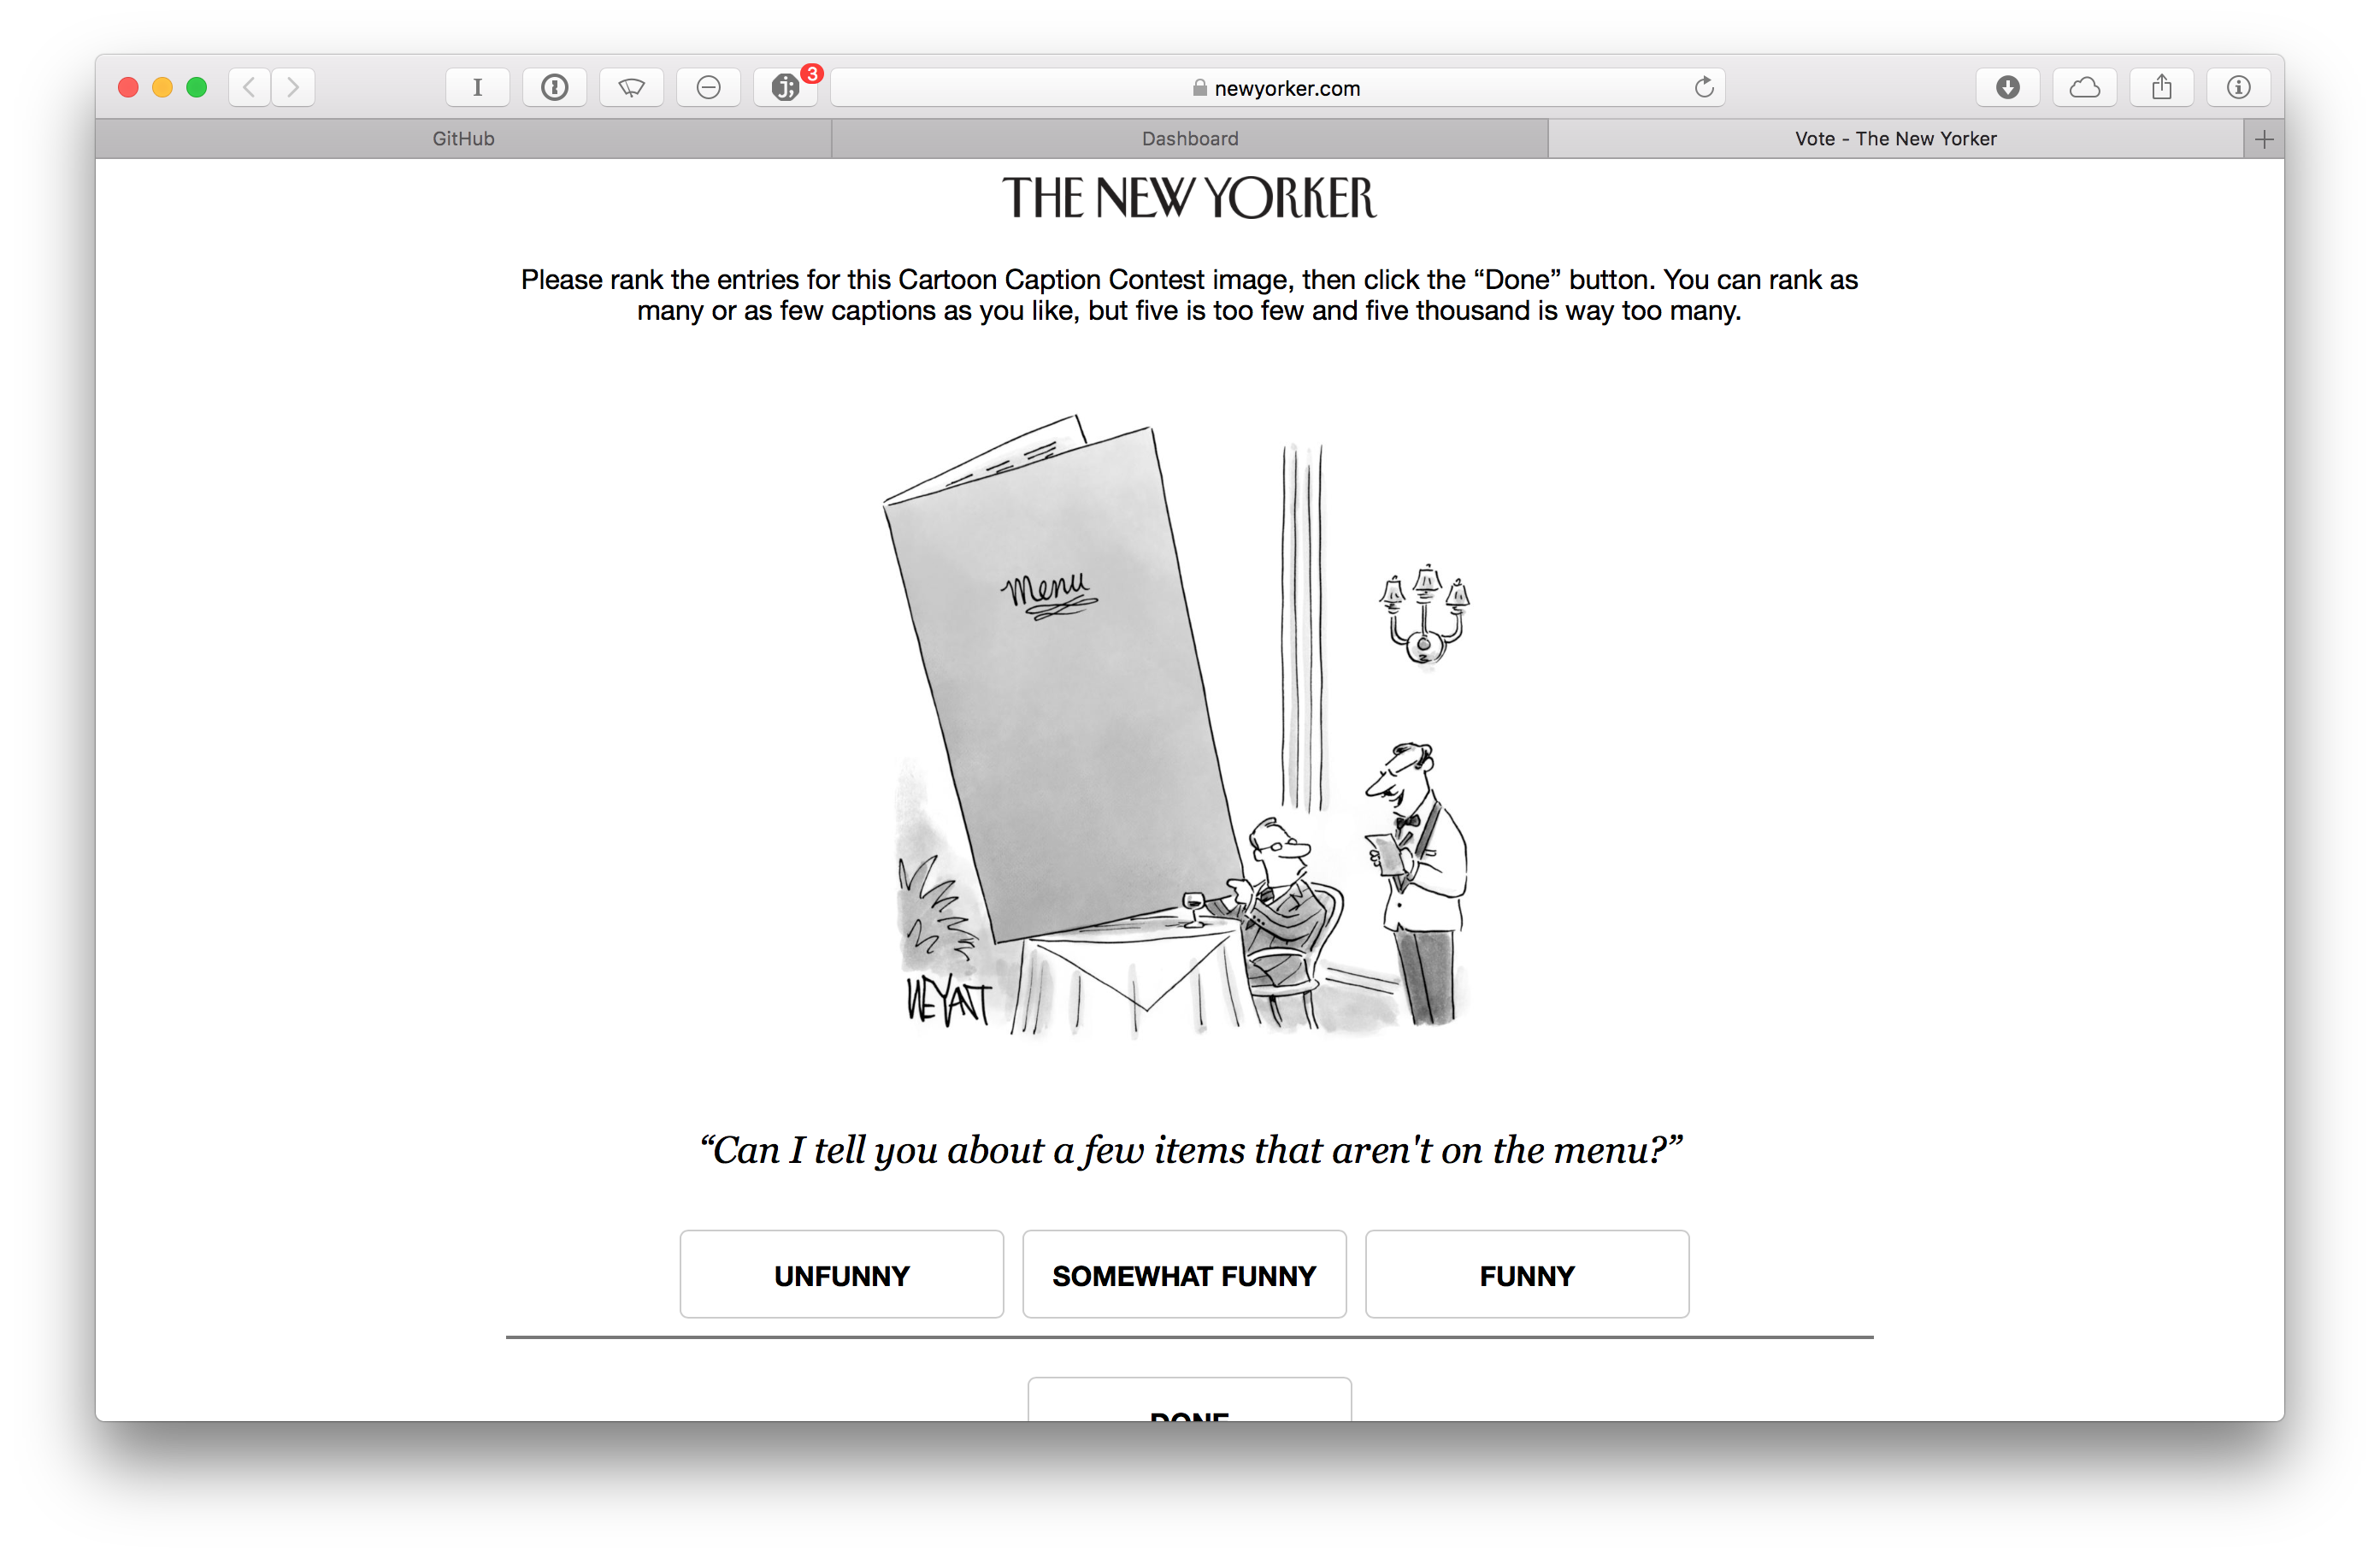 3
newyorker.com
GitHub
Dashboard
Vote - The New Yorker
THE NEW YORKER
Please rank the entries for this Cartoon Caption Contest image, then click the “Done” button. You can rank as
many or as few captions as you like, but five is too few and five thousand is way too many.
Menu
WEYANT
“Can I tell you about a few items that aren't on the menu?”
UNFUNNY
SOMEWHAT FUNNY
FUNNY
DONE